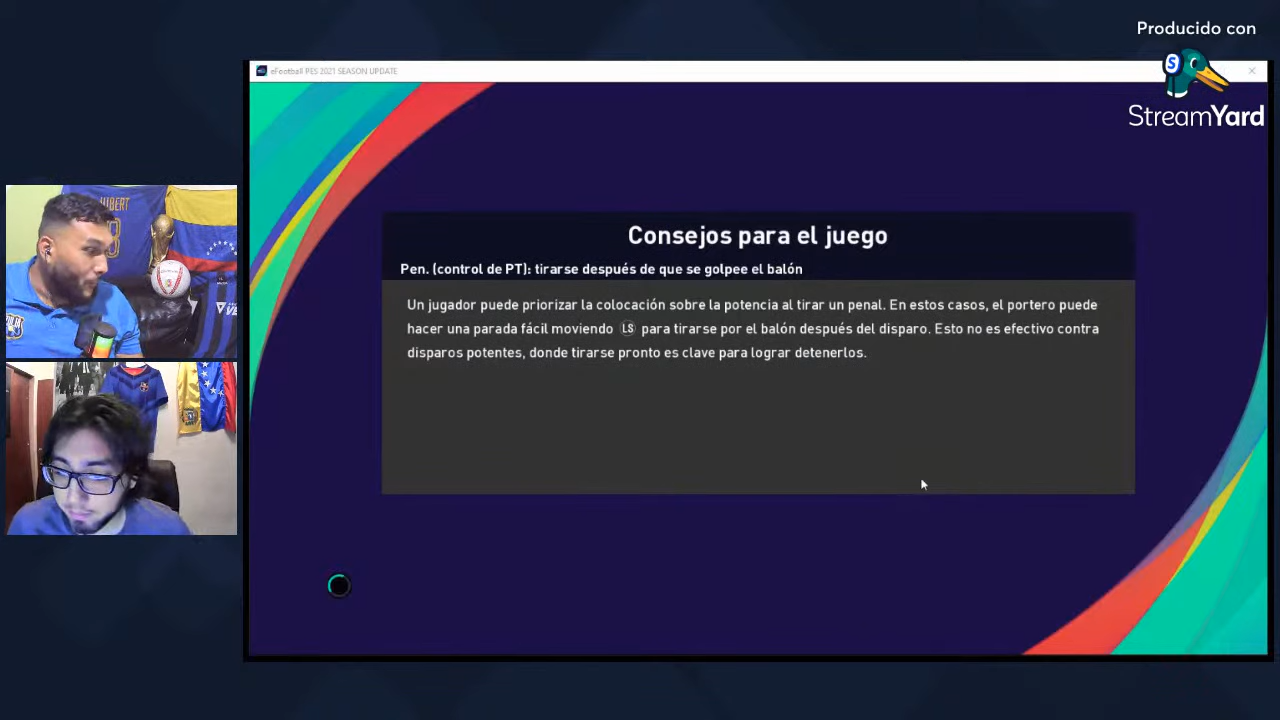 Producido con
StreamYard
eFootball PES 2021 SEASON UPDATE
Consejos para el juego
Pen. (control de PT): tirarse después de que se golpee el balón
Un jugador puede priorizar la colocación sobre la potencia al tirar un penal. En estos casos, el portero puede
hacer una parada fácil moviendo LS para tirarse por el balón después del disparo. Esto no es efectivo contra
disparos potentes, donde tirarse pronto es clave para lograr detenerlos.